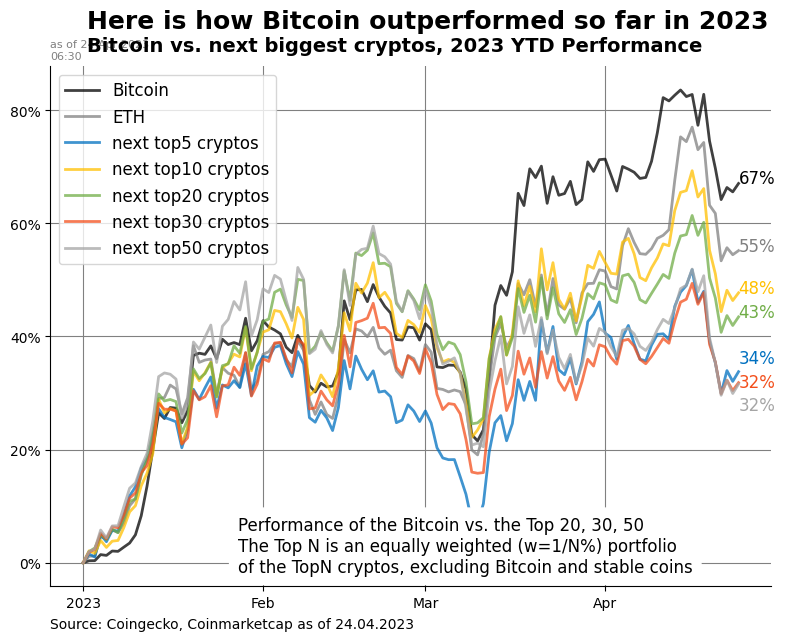 Here is how Bitcoin outperformed so far in 2023
Bitcoin vs. next biggest cryptos, 2023 YTD Performance
as of
06:30
Bitcoin
ETH
next top5 cryptos
next top10 cryptos
next top20 cryptos
next top30 cryptos
next top50 cryptos
80%
60%
40%
20%
0%
67%
55%
48%
43%
34%
32%
32%
Performance of the Bitcoin vs. the Top 20, 30, 50
The Top N is an equally weighted (w=1/N%) portfolio
of the TopN cryptos, excluding Bitcoin and stable coins
2023
Feb
Mar
Apr
Source: Coingecko, Coinmarketcap as of 24.04.2023